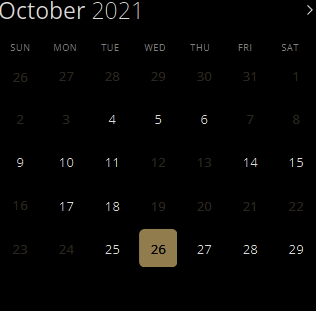 October 2021 >
SUN MON TUE WED THU FRI SAT
26 27 28 29 30 31 1
2 3 4 5 6 7 8
9 10 11 12 13 14 15
16 17 18 19 20 21 22
23 24 25 26 27 28 29